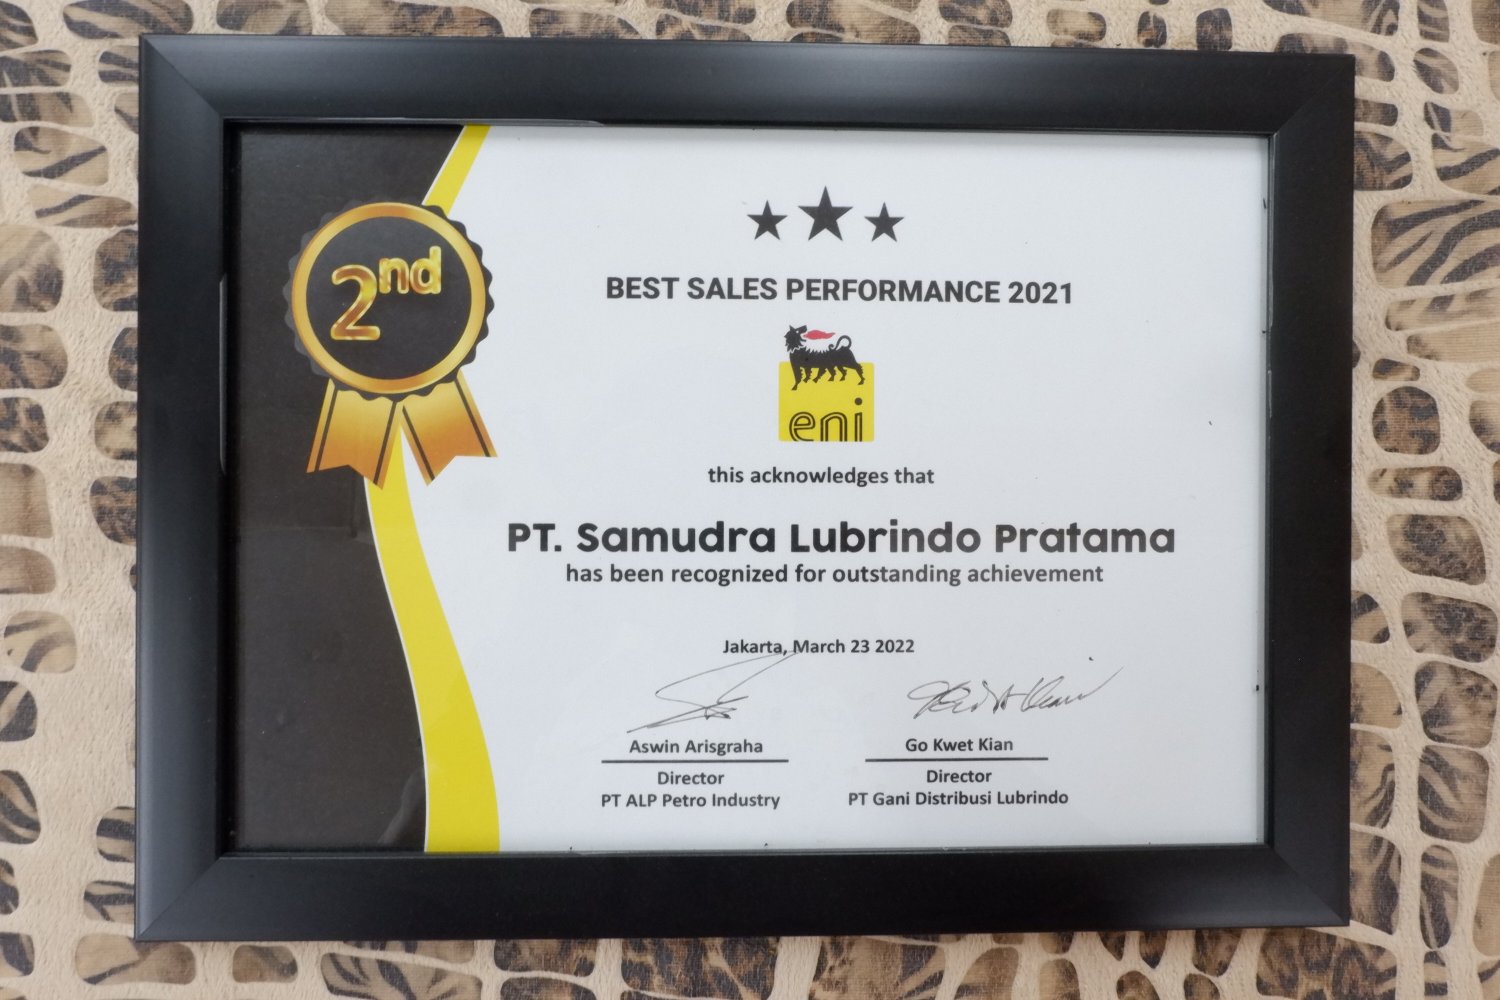 2nd
BEST SALES PERFORMANCE 2021
eni
this acknowledges that
PT. Samudra Lubrindo Pratama
has been recognized for outstanding achievement
Jakarta, March 23 2022
Aswin Arisgraha
Director
PT ALP Petro Industry
Go Kwet Kian
Director
PT Gani Distribusi Lubrindo